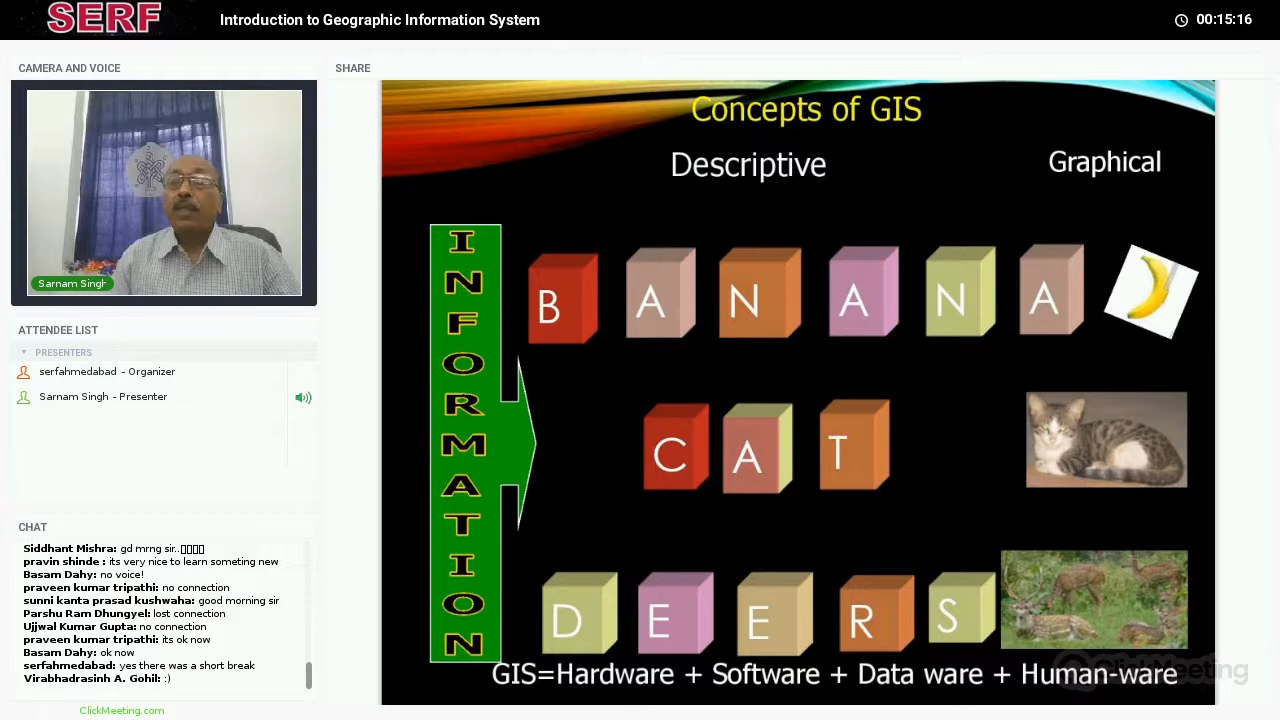 SERF
Introduction to Geographic Information System
00:15:16
CAMERA AND VOICE
Sarnam Singh
ATTENDEE LIST
PRESENTERS
serfahmedabad - Organizer
Sarnam Singh - Presenter
CHAT
Siddhant Mishra: gd mrng sir..
pravin shinde : its very nice to learn someting new
Basam Dahy: no voice!
praveen kumar tripathi: no connection
sunni kanta prasad kushwaha: good morning sir
Parshu Ram Dhungyel: lost connection
Ujjwal Kumar Gupta: no connection
praveen kumar tripathi: its ok now
Basam Dahy: ok now
serfahmedabad: yes there was a short break
Virabhadrasinh A. Gohil: :)
ClickMeeting.com
SHARE
Concepts of GIS
Descriptive
Graphical
INFORMATION
BANANA
CAT
DEERS
GIS=Hardware + Software + Data ware + Human-ware
ClickMeeting